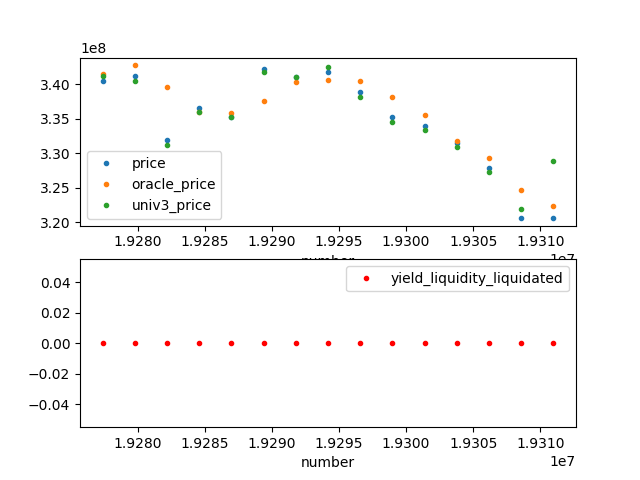 1e8
3.40
3.35
3.30
3.25
3.20
price
oracle_price
univ3_price
1.9280 1.9285 1.9290 1.9295 1.9300 1.9305 1.9310
1e7
number
yield_liquidity_liquidated
0.04
0.02
0.00
−0.02
−0.04
1.9280 1.9285 1.9290 1.9295 1.9300 1.9305 1.9310
number
1e7